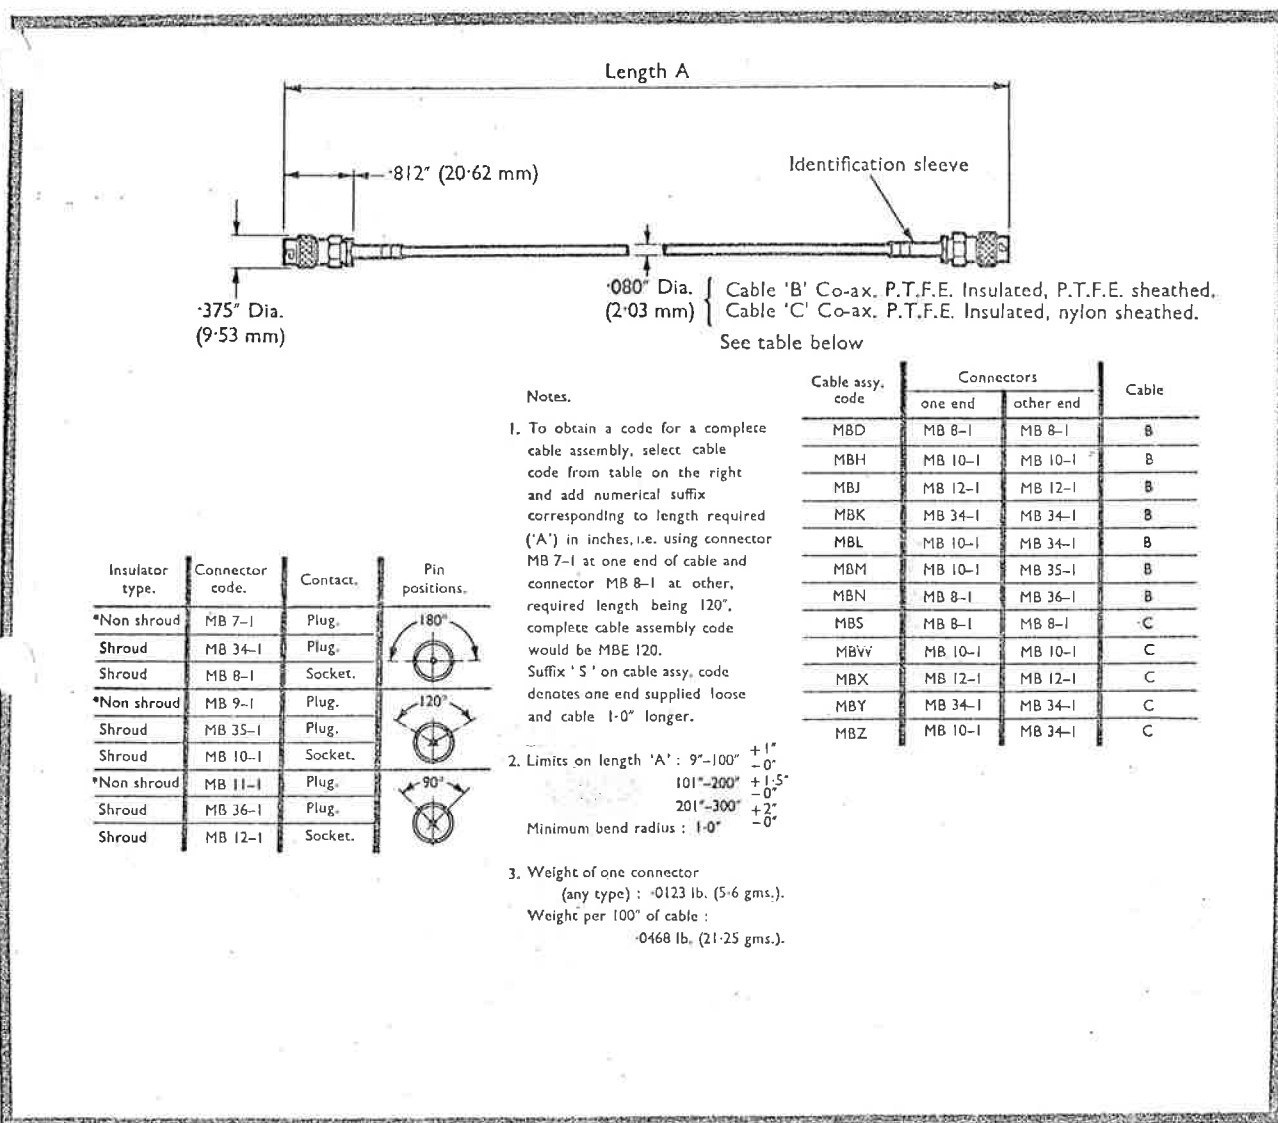 Length A
·812″ (20·62 mm)
Identification sleeve
·375″ Dia.
(9·53 mm)
·080″ Dia.
(2·03 mm)
Cable 'B' Co-ax. P.T.F.E. Insulated, P.T.F.E. sheathed.
Cable 'C' Co-ax. P.T.F.E. Insulated, nylon sheathed.
See table below
Insulator type. Connector code. Contact. Pin positions.
*Non shroud MB 7-1 Plug. 180°
Shroud MB 34-1 Plug.
Shroud MB 8-1 Socket.
*Non shroud MB 9-1 Plug. 120°
Shroud MB 35-1 Plug.
Shroud MB 10-1 Socket.
*Non shroud MB 11-1 Plug. 90°
Shroud MB 36-1 Plug.
Shroud MB 12-1 Socket.
Notes.
1. To obtain a code for a complete
cable assembly, select cable
code from table on the right
and add numerical suffix
corresponding to length required
('A') in inches, i.e. using connector
MB 7-1 at one end of cable and
connector MB 8-1 at other,
required length being 120″,
complete cable assembly code
would be MBE 120.
Suffix ' S ' on cable assy. code
denotes one end supplied loose
and cable 1·0″ longer.
2. Limits on length 'A' : 9″-100″ +1″ -0″
101″-200″ +1·5″ -0″
201″-300″ +2″ -0″
Minimum bend radius : 1·0″
3. Weight of one connector
(any type) : ·0123 lb. (5·6 gms.).
Weight per 100″ of cable :
·0468 lb. (21·25 gms.).
Cable assy. code Connectors Cable
one end other end
MBD MB 8-1 MB 8-1 B
MBH MB 10-1 MB 10-1 B
MBJ MB 12-1 MB 12-1 B
MBK MB 34-1 MB 34-1 B
MBL MB 10-1 MB 34-1 B
MBM MB 10-1 MB 35-1 B
MBN MB 8-1 MB 36-1 B
MBS MB 8-1 MB 8-1 C
MBW MB 10-1 MB 10-1 C
MBX MB 12-1 MB 12-1 C
MBY MB 34-1 MB 34-1 C
MBZ MB 10-1 MB 34-1 C